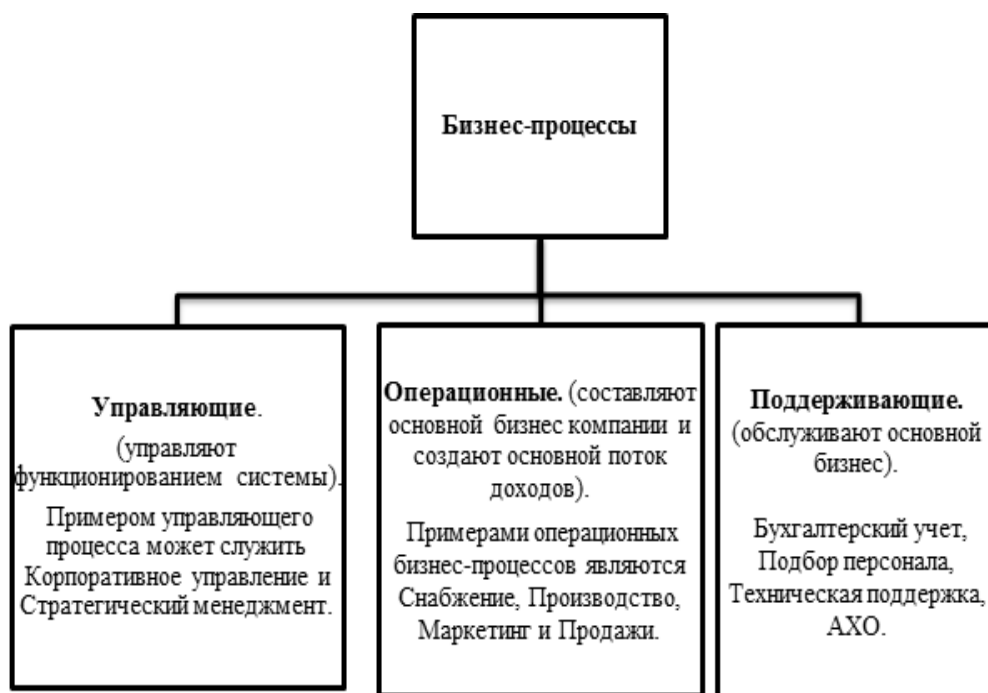 Бизнес-процессы
Управляющие.
(управляют
функционированием системы).
Примером управляющего
процесса может служить
Корпоративное управление и
Стратегический менеджмент.
Операционные. (составляют
основной бизнес компании и
создают основной поток
доходов).
Примерами операционных
бизнес-процессов являются
Снабжение, Производство,
Маркетинг и Продажи.
Поддерживающие.
(обслуживают основной
бизнес).
Бухгалтерский учет,
Подбор персонала,
Техническая поддержка,
АХО.